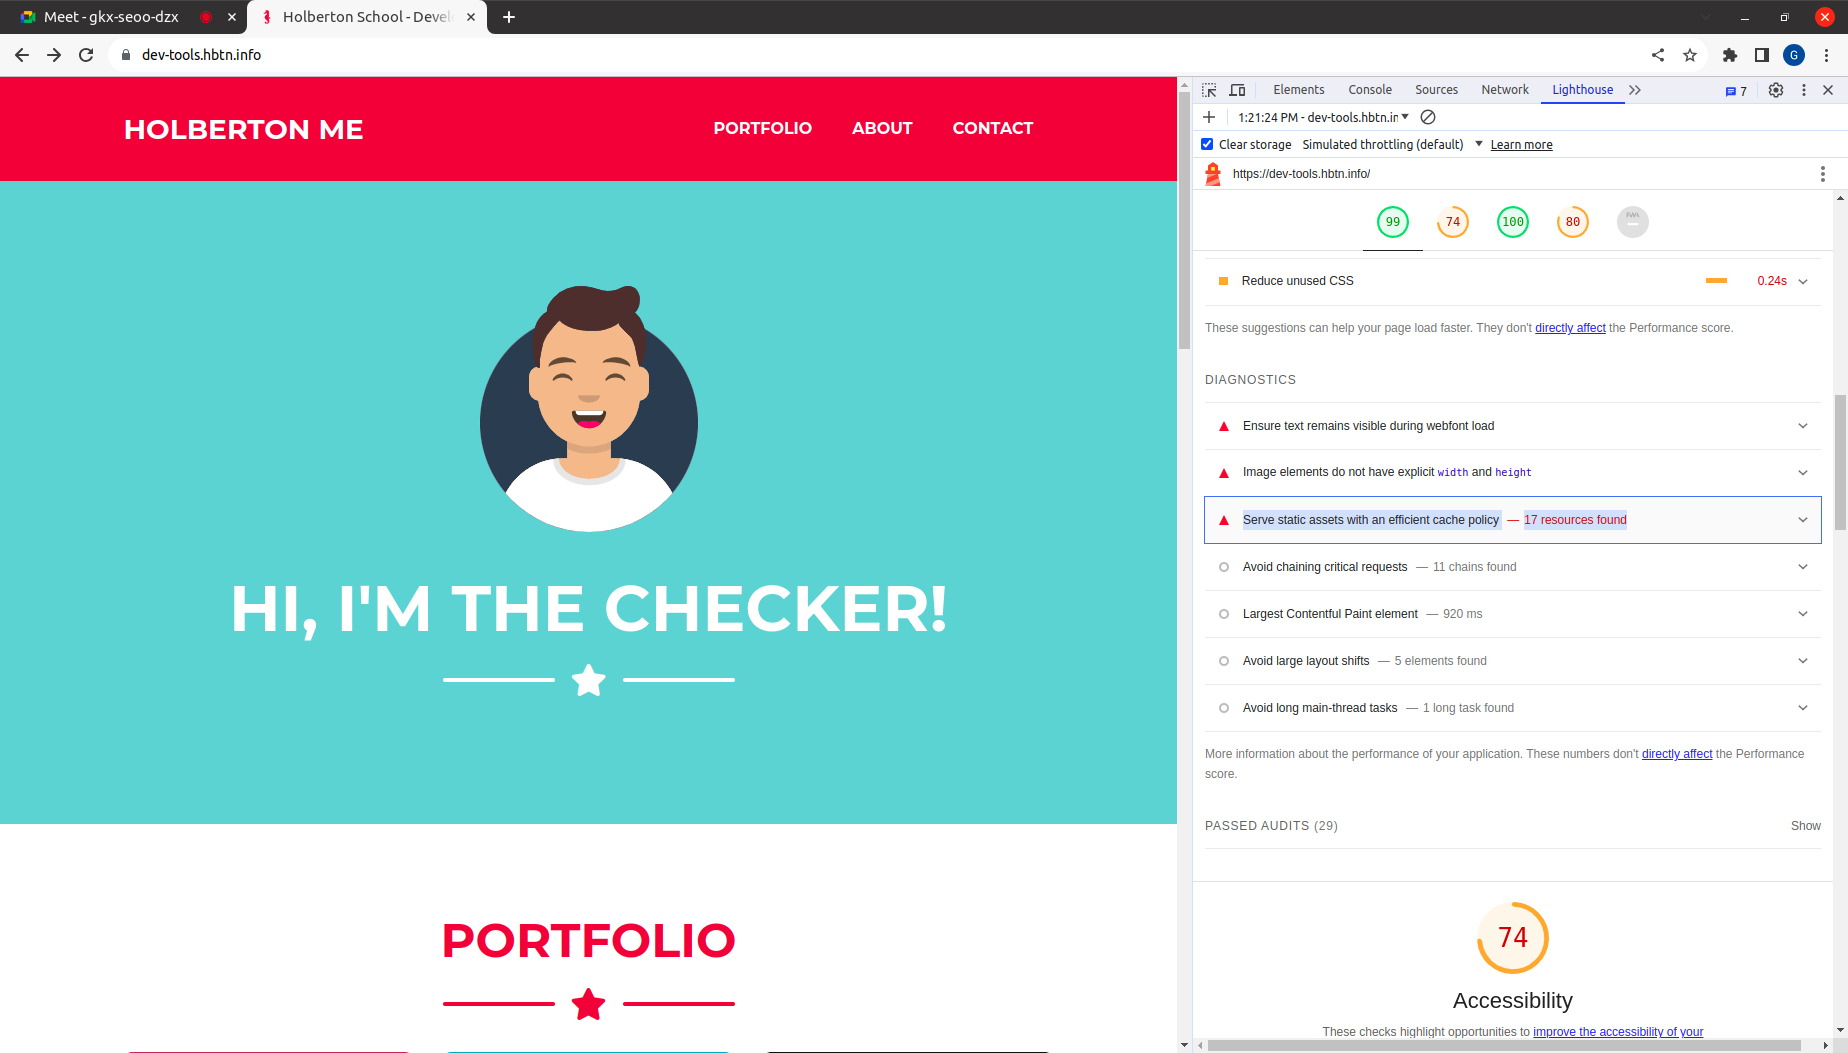 Meet - gkx-seoo-dzx
Holberton School - Devel
dev-tools.hbtn.info
G
HOLBERTON ME
PORTFOLIO
ABOUT
CONTACT
HI, I'M THE CHECKER!
PORTFOLIO
Elements
Console
Sources
Network
Lighthouse
7
1:21:24 PM - dev-tools.hbtn.in
Clear storage
Simulated throttling (default)
Learn more
https://dev-tools.hbtn.info/
99
74
100
80
PWA
Reduce unused CSS
0.24s
These suggestions can help your page load faster. They don't directly affect the Performance score.
DIAGNOSTICS
Ensure text remains visible during webfont load
Image elements do not have explicit width and height
Serve static assets with an efficient cache policy — 17 resources found
Avoid chaining critical requests — 11 chains found
Largest Contentful Paint element — 920 ms
Avoid large layout shifts — 5 elements found
Avoid long main-thread tasks — 1 long task found
More information about the performance of your application. These numbers don't directly affect the Performance
score.
PASSED AUDITS (29)
Show
74
Accessibility
These checks highlight opportunities to improve the accessibility of your